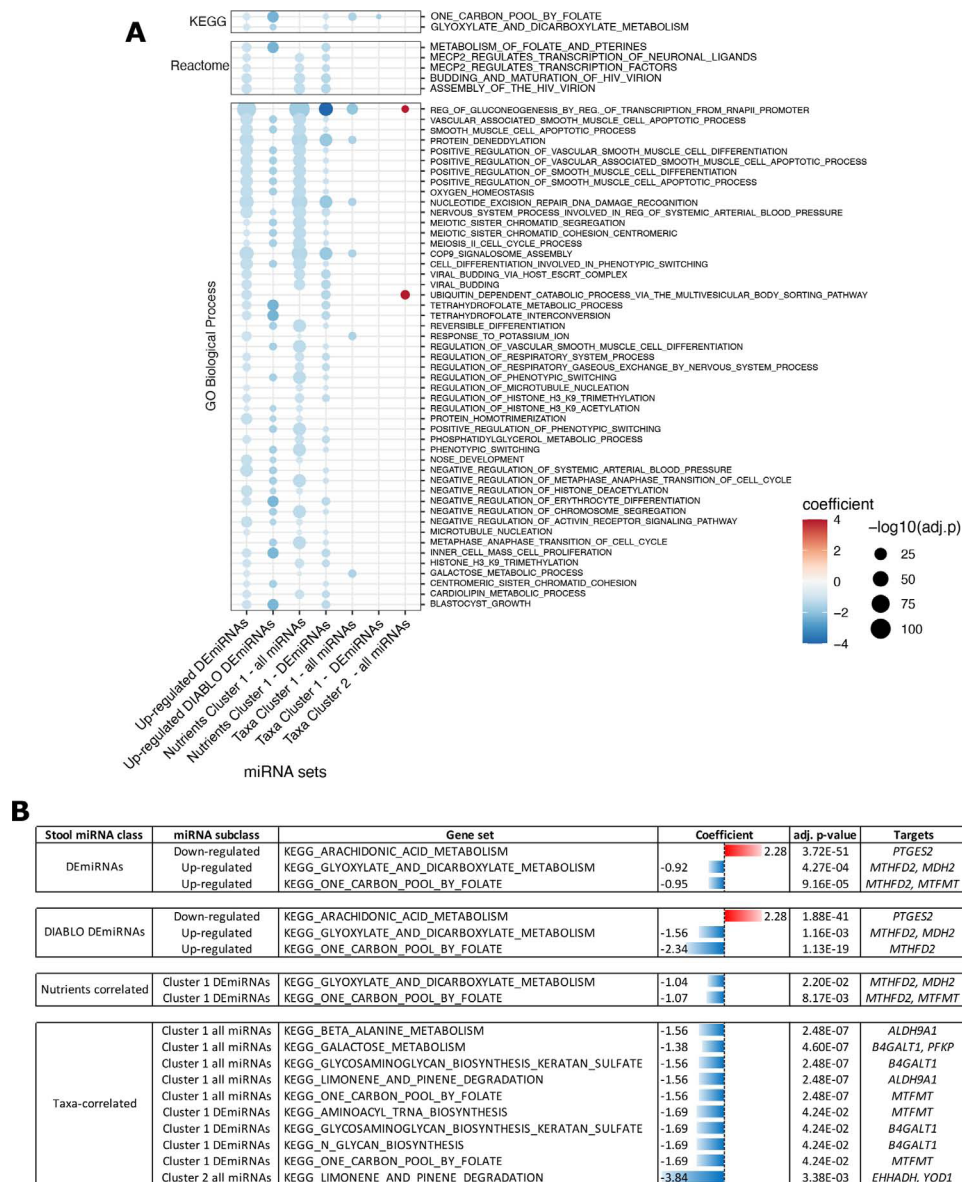 A
KEGG
ONE_CARBON_POOL_BY_FOLATE
GLYOXYLATE_AND_DICARBOXYLATE_METABOLISM
Reactome
METABOLISM_OF_FOLATE_AND_PTERINES
MECP2_REGULATES_TRANSCRIPTION_OF_NEURONAL_LIGANDS
MECP2_REGULATES_TRANSCRIPTION_FACTORS
BUDDING_AND_MATURATION_OF_HIV_VIRION
ASSEMBLY_OF_THE_HIV_VIRION
GO Biological Process
REG_OF_GLUCONEOGENESIS_BY_REG_OF_TRANSCRIPTION_FROM_RNAPII_PROMOTER
VASCULAR_ASSOCIATED_SMOOTH_MUSCLE_CELL_APOPTOTIC_PROCESS
SMOOTH_MUSCLE_CELL_APOPTOTIC_PROCESS
PROTEIN_DENEDDYLATION
POSITIVE_REGULATION_OF_VASCULAR_SMOOTH_MUSCLE_CELL_DIFFERENTIATION
POSITIVE_REGULATION_OF_VASCULAR_ASSOCIATED_SMOOTH_MUSCLE_CELL_APOPTOTIC_PROCESS
POSITIVE_REGULATION_OF_SMOOTH_MUSCLE_CELL_DIFFERENTIATION
POSITIVE_REGULATION_OF_SMOOTH_MUSCLE_CELL_APOPTOTIC_PROCESS
OXYGEN_HOMEOSTASIS
NUCLEOTIDE_EXCISION_REPAIR_DNA_DAMAGE_RECOGNITION
NERVOUS_SYSTEM_PROCESS_INVOLVED_IN_REG_OF_SYSTEMIC_ARTERIAL_BLOOD_PRESSURE
MEIOTIC_SISTER_CHROMATID_SEGREGATION
MEIOTIC_SISTER_CHROMATID_COHESION_CENTROMERIC
MEIOSIS_II_CELL_CYCLE_PROCESS
COP9_SIGNALOSOME_ASSEMBLY
CELL_DIFFERENTIATION_INVOLVED_IN_PHENOTYPIC_SWITCHING
VIRAL_BUDDING_VIA_HOST_ESCRT_COMPLEX
VIRAL_BUDDING
UBIQUITIN_DEPENDENT_CATABOLIC_PROCESS_VIA_THE_MULTIVESICULAR_BODY_SORTING_PATHWAY
TETRAHYDROFOLATE_METABOLIC_PROCESS
TETRAHYDROFOLATE_INTERCONVERSION
REVERSIBLE_DIFFERENTIATION
RESPONSE_TO_POTASSIUM_ION
REGULATION_OF_VASCULAR_SMOOTH_MUSCLE_CELL_DIFFERENTIATION
REGULATION_OF_RESPIRATORY_SYSTEM_PROCESS
REGULATION_OF_RESPIRATORY_GASEOUS_EXCHANGE_BY_NERVOUS_SYSTEM_PROCESS
REGULATION_OF_PHENOTYPIC_SWITCHING
REGULATION_OF_MICROTUBULE_NUCLEATION
REGULATION_OF_HISTONE_H3_K9_TRIMETHYLATION
REGULATION_OF_HISTONE_H3_K9_ACETYLATION
PROTEIN_HOMOTRIMERIZATION
POSITIVE_REGULATION_OF_PHENOTYPIC_SWITCHING
PHOSPHATIDYLGLYCEROL_METABOLIC_PROCESS
PHENOTYPIC_SWITCHING
NOSE_DEVELOPMENT
NEGATIVE_REGULATION_OF_SYSTEMIC_ARTERIAL_BLOOD_PRESSURE
NEGATIVE_REGULATION_OF_METAPHASE_ANAPHASE_TRANSITION_OF_CELL_CYCLE
NEGATIVE_REGULATION_OF_HISTONE_DEACETYLATION
NEGATIVE_REGULATION_OF_ERYTHROCYTE_DIFFERENTIATION
NEGATIVE_REGULATION_OF_CHROMOSOME_SEGREGATION
NEGATIVE_REGULATION_OF_ACTIVIN_RECEPTOR_SIGNALING_PATHWAY
MICROTUBULE_NUCLEATION
METAPHASE_ANAPHASE_TRANSITION_OF_CELL_CYCLE
INNER_CELL_MASS_CELL_PROLIFERATION
HISTONE_H3_K9_TRIMETHYLATION
GALACTOSE_METABOLIC_PROCESS
CENTROMERIC_SISTER_CHROMATID_COHESION
CARDIOLIPIN_METABOLIC_PROCESS
BLASTOCYST_GROWTH
Up-regulated DEmiRNAs
Up-regulated DIABLO DEmiRNAs
Nutrients Cluster 1 - all miRNAs
Nutrients Cluster 1 - DEmiRNAs
Taxa Cluster 1 - all miRNAs
Taxa Cluster 1 - DEmiRNAs
Taxa Cluster 2 - all miRNAs
miRNA sets
coefficient
4
2
0
−2
−4
−log10(adj.p)
25
50
75
100
B
Stool miRNA class miRNA subclass Gene set Coefficient adj. p-value Targets
DEmiRNAs
Down-regulated KEGG_ARACHIDONIC_ACID_METABOLISM 2.28 3.72E-51 PTGES2
Up-regulated KEGG_GLYOXYLATE_AND_DICARBOXYLATE_METABOLISM -0.92 4.27E-04 MTHFD2, MDH2
Up-regulated KEGG_ONE_CARBON_POOL_BY_FOLATE -0.95 9.16E-05 MTHFD2, MTFMT
DIABLO DEmiRNAs
Down-regulated KEGG_ARACHIDONIC_ACID_METABOLISM 2.28 1.88E-41 PTGES2
Up-regulated KEGG_GLYOXYLATE_AND_DICARBOXYLATE_METABOLISM -1.56 1.16E-03 MTHFD2, MDH2
Up-regulated KEGG_ONE_CARBON_POOL_BY_FOLATE -2.34 1.13E-19 MTHFD2
Nutrients correlated
Cluster 1 DEmiRNAs KEGG_GLYOXYLATE_AND_DICARBOXYLATE_METABOLISM -1.04 2.20E-02 MTHFD2, MDH2
Cluster 1 DEmiRNAs KEGG_ONE_CARBON_POOL_BY_FOLATE -1.07 8.17E-03 MTHFD2, MTFMT
Taxa-correlated
Cluster 1 all miRNAs KEGG_BETA_ALANINE_METABOLISM -1.56 2.48E-07 ALDH9A1
Cluster 1 all miRNAs KEGG_GALACTOSE_METABOLISM -1.38 4.60E-07 B4GALT1, PFKP
Cluster 1 all miRNAs KEGG_GLYCOSAMINOGLYCAN_BIOSYNTHESIS_KERATAN_SULFATE -1.56 2.48E-07 B4GALT1
Cluster 1 all miRNAs KEGG_LIMONENE_AND_PINENE_DEGRADATION -1.56 2.48E-07 ALDH9A1
Cluster 1 all miRNAs KEGG_ONE_CARBON_POOL_BY_FOLATE -1.56 2.48E-07 MTFMT
Cluster 1 DEmiRNAs KEGG_AMINOACYL_TRNA_BIOSYNTHESIS -1.69 4.24E-02 MTFMT
Cluster 1 DEmiRNAs KEGG_GLYCOSAMINOGLYCAN_BIOSYNTHESIS_KERATAN_SULFATE -1.69 4.24E-02 B4GALT1
Cluster 1 DEmiRNAs KEGG_N_GLYCAN_BIOSYNTHESIS -1.69 4.24E-02 B4GALT1
Cluster 1 DEmiRNAs KEGG_ONE_CARBON_POOL_BY_FOLATE -1.69 4.24E-02 MTFMT
Cluster 2 all miRNAs KEGG_LIMONENE_AND_PINENE_DEGRADATION -3.84 3.38E-03 EHHADH, YOD1